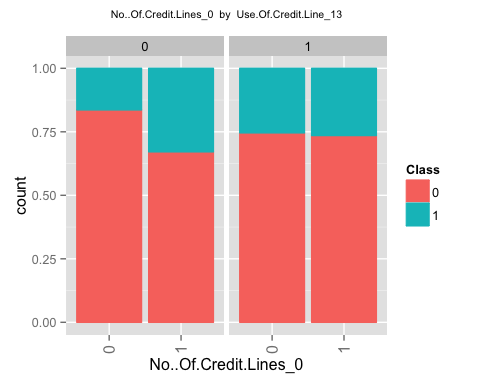 No..Of.Credit.Lines_0 by Use.Of.Credit.Line_13
0 1
1.00
0.75
0.50
0.25
0.00
count
0 1 0 1
No..Of.Credit.Lines_0
Class
0
1